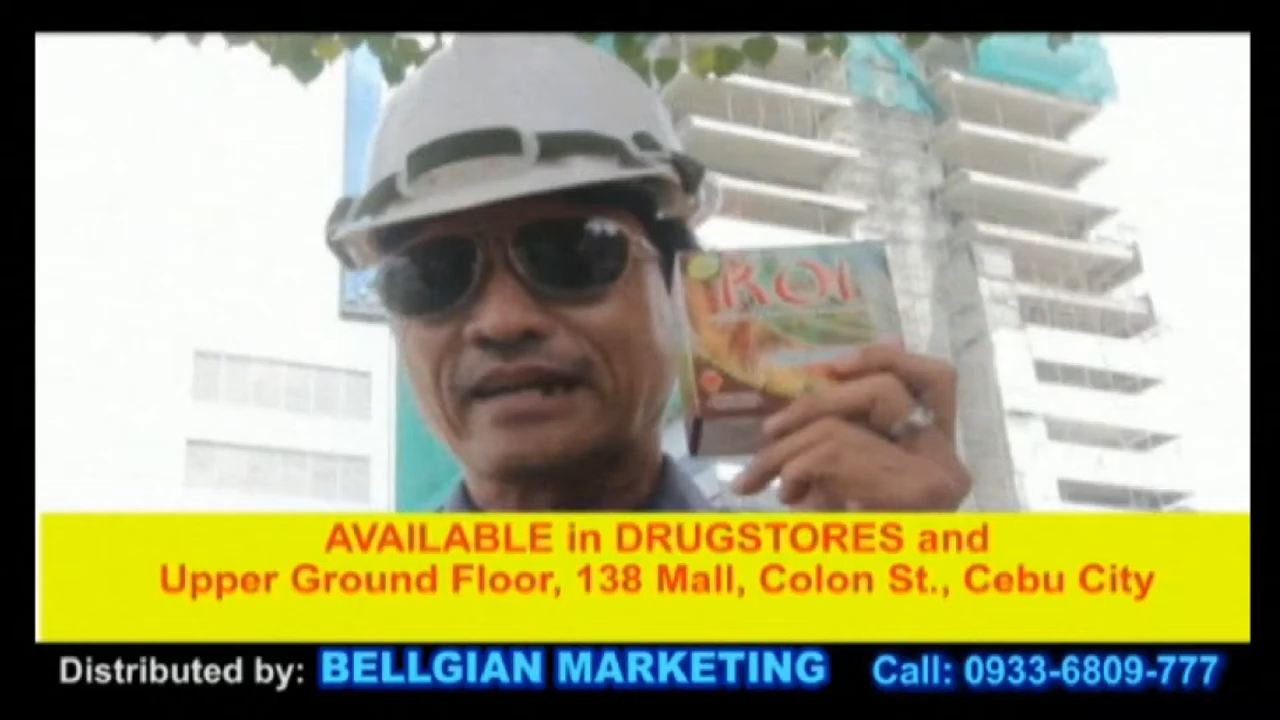 KOI
AVAILABLE in DRUGSTORES and
Upper Ground Floor, 138 Mall, Colon St., Cebu City
Distributed by: BELLGIAN MARKETING Call: 0933-6809-777